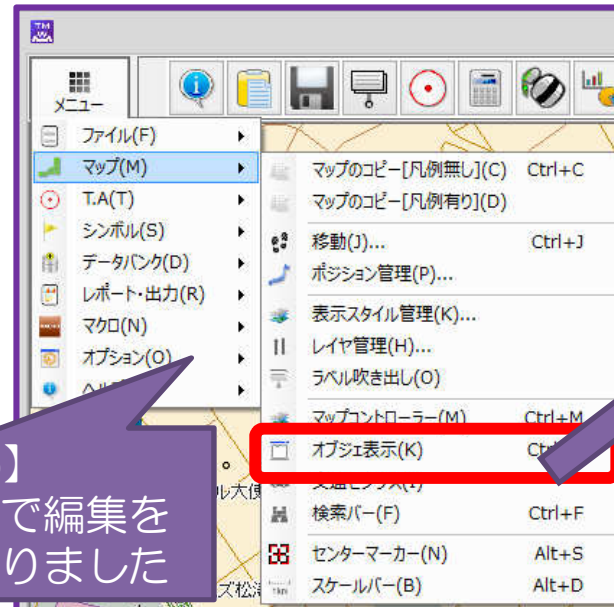 TM
メニュー
ファイル(F)
マップ(M)
T.A(T)
シンボル(S)
データバンク(D)
レポート・出力(R)
マクロ(N)
オプション(O)
マップのコピー[凡例無し](C) Ctrl+C
マップのコピー[凡例有り](D)
移動(J)... Ctrl+J
ポジション管理(P)...
表示スタイル管理(K)...
レイヤ管理(H)...
ラベル吹き出し(O)
マップコントローラー(M) Ctrl+M
オブジェ表示(K)
検索バー(F) Ctrl+F
センターマーカー(N) Alt+S
スケールバー(B) Alt+D
】
で編集を
りました
ル大使
ズ松濤